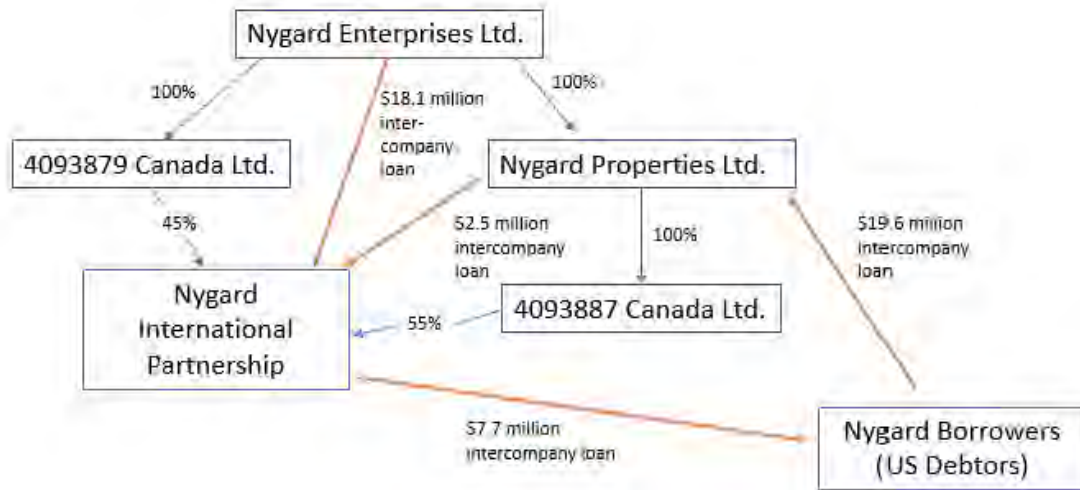 Nygard Enterprises Ltd.
100%
$18.1 million
inter-
company
loan
100%
4093879 Canada Ltd.
Nygard Properties Ltd.
45%
$2.5 million
intercompany
loan
100%
$19.6 million
intercompany
loan
Nygard
International
Partnership
55%
4093887 Canada Ltd.
$7.7 million
intercompany loan
Nygard Borrowers
(US Debtors)